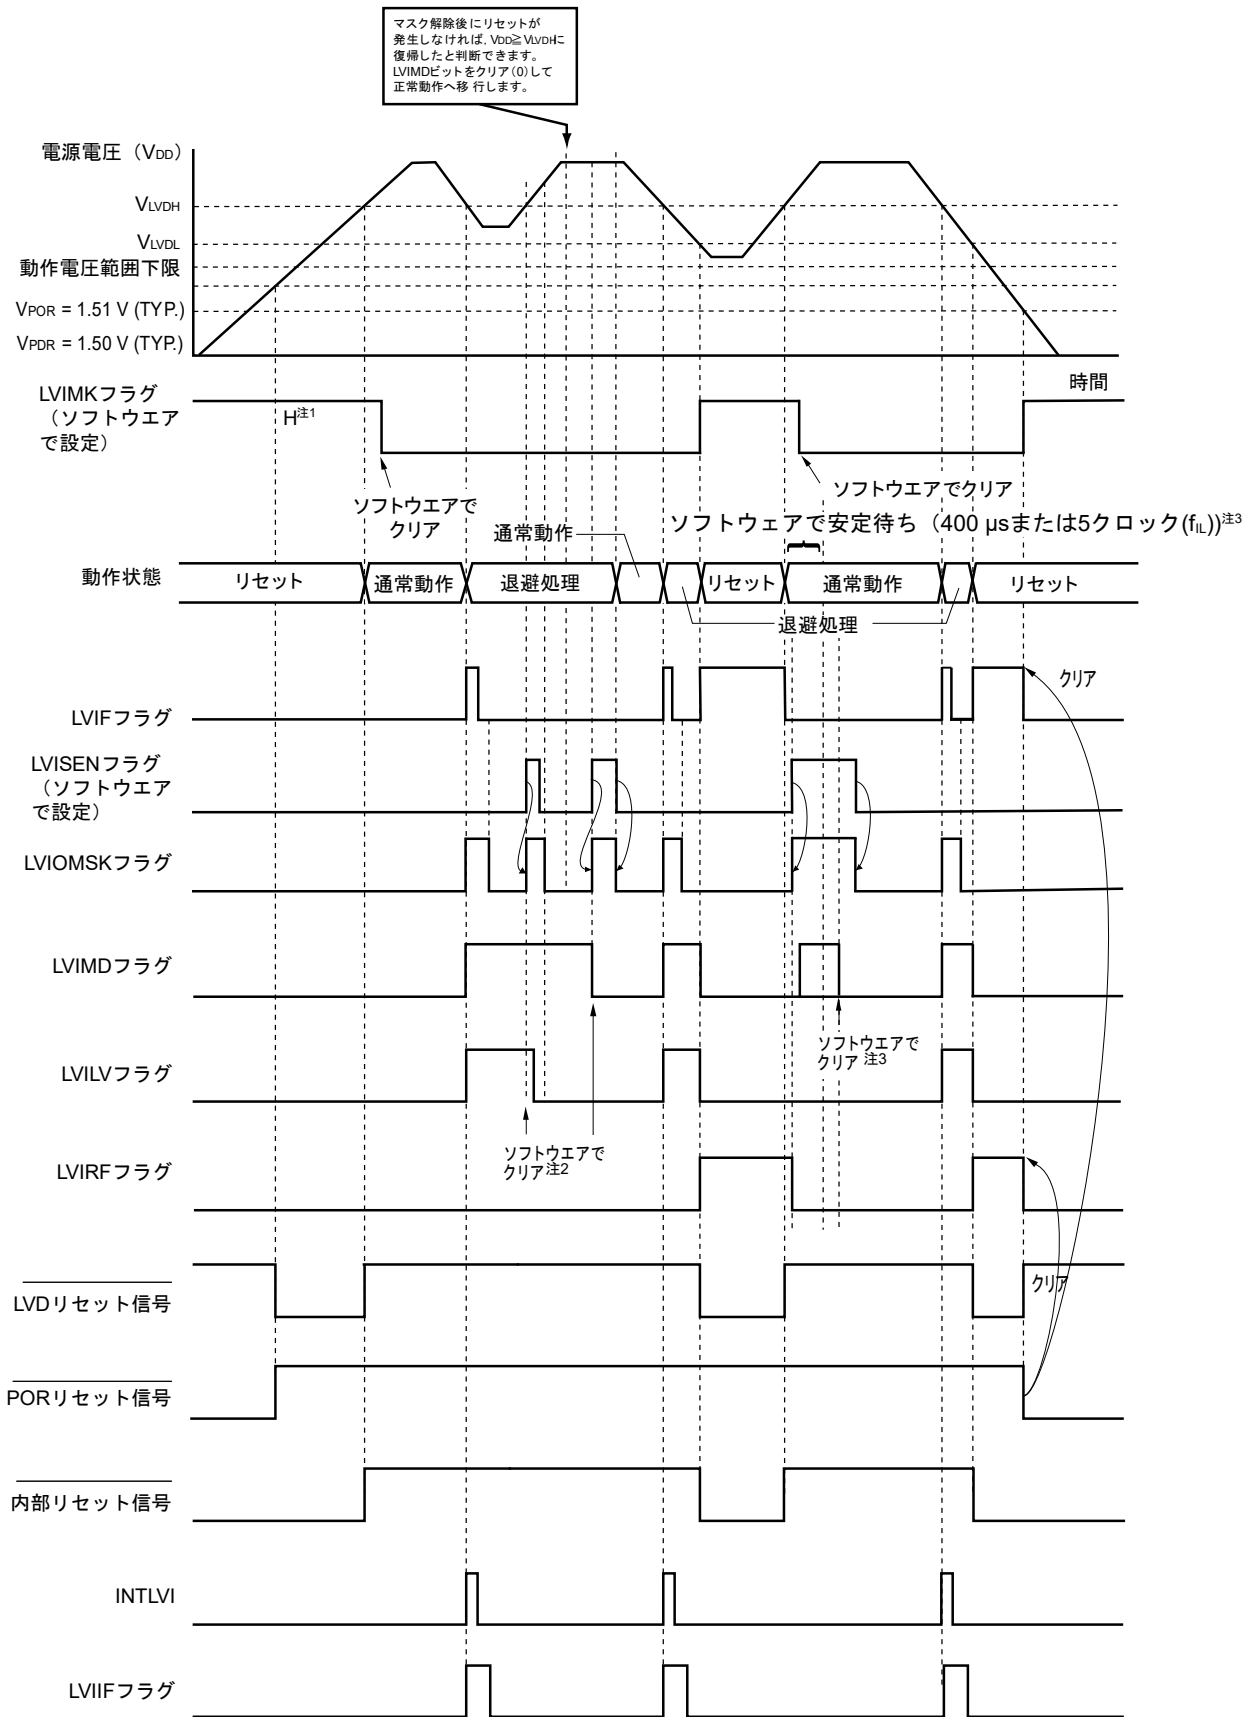 マスク解除後にリセットが
発生しなければ, VDD≧VLVDHに
復帰したと判断できます。
LVIMDビットをクリア(0)して
正常動作へ移 行します。
電源電圧（VDD）
VLVDH
VLVDL
動作電圧範囲下限
VPOR = 1.51 V (TYP.)
VPDR = 1.50 V (TYP.)
時間
LVIMKフラグ
（ソフトウエア
で設定）
H注1
ソフトウエアで
クリア
ソフトウエアでクリア
ソフトウェアで安定待ち（400 µsまたは5クロック(fIL))注3
通常動作
動作状態
リセット
通常動作
退避処理
リセット
通常動作
リセット
退避処理
LVIFフラグ
クリア
LVISENフラグ
（ソフトウエア
で設定）
LVIOMSKフラグ
LVIMDフラグ
ソフトウエアで
クリア 注3
LVILVフラグ
ソフトウエアで
クリア注2
LVIRFフラグ
LVDリセット信号
クリア
PORリセット信号
内部リセット信号
INTLVI
LVIIFフラグ